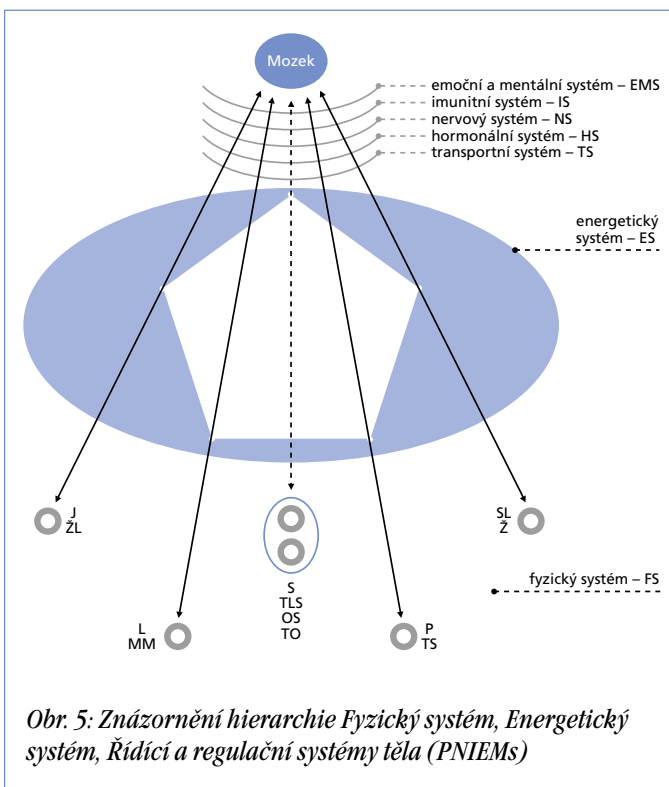 Mozek
emoční a mentální systém – EMS
imunitní systém – IS
nervový systém – NS
hormonální systém – HS
transportní systém – TS
energetický
systém – ES
J
ŽL
SL
Ž
S
TLS
OS
TO
fyzický systém – FS
L
MM
P
TS
Obr. 5: Znázornění hierarchie Fyzický systém, Energetický
systém, Řídící a regulační systémy těla (PNIEMs)